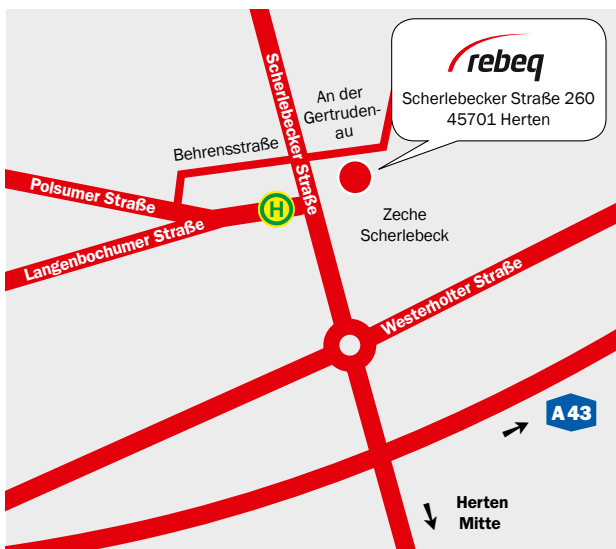 rebeq
Scherlebecker Straße 260
45701 Herten
Scherlebecker Straße
An der
Gertruden-
au
Behrensstraße
Polsumer Straße
H
Langenbochumer Straße
Zeche
Scherlebeck
Westerholter Straße
A 43
Herten
Mitte